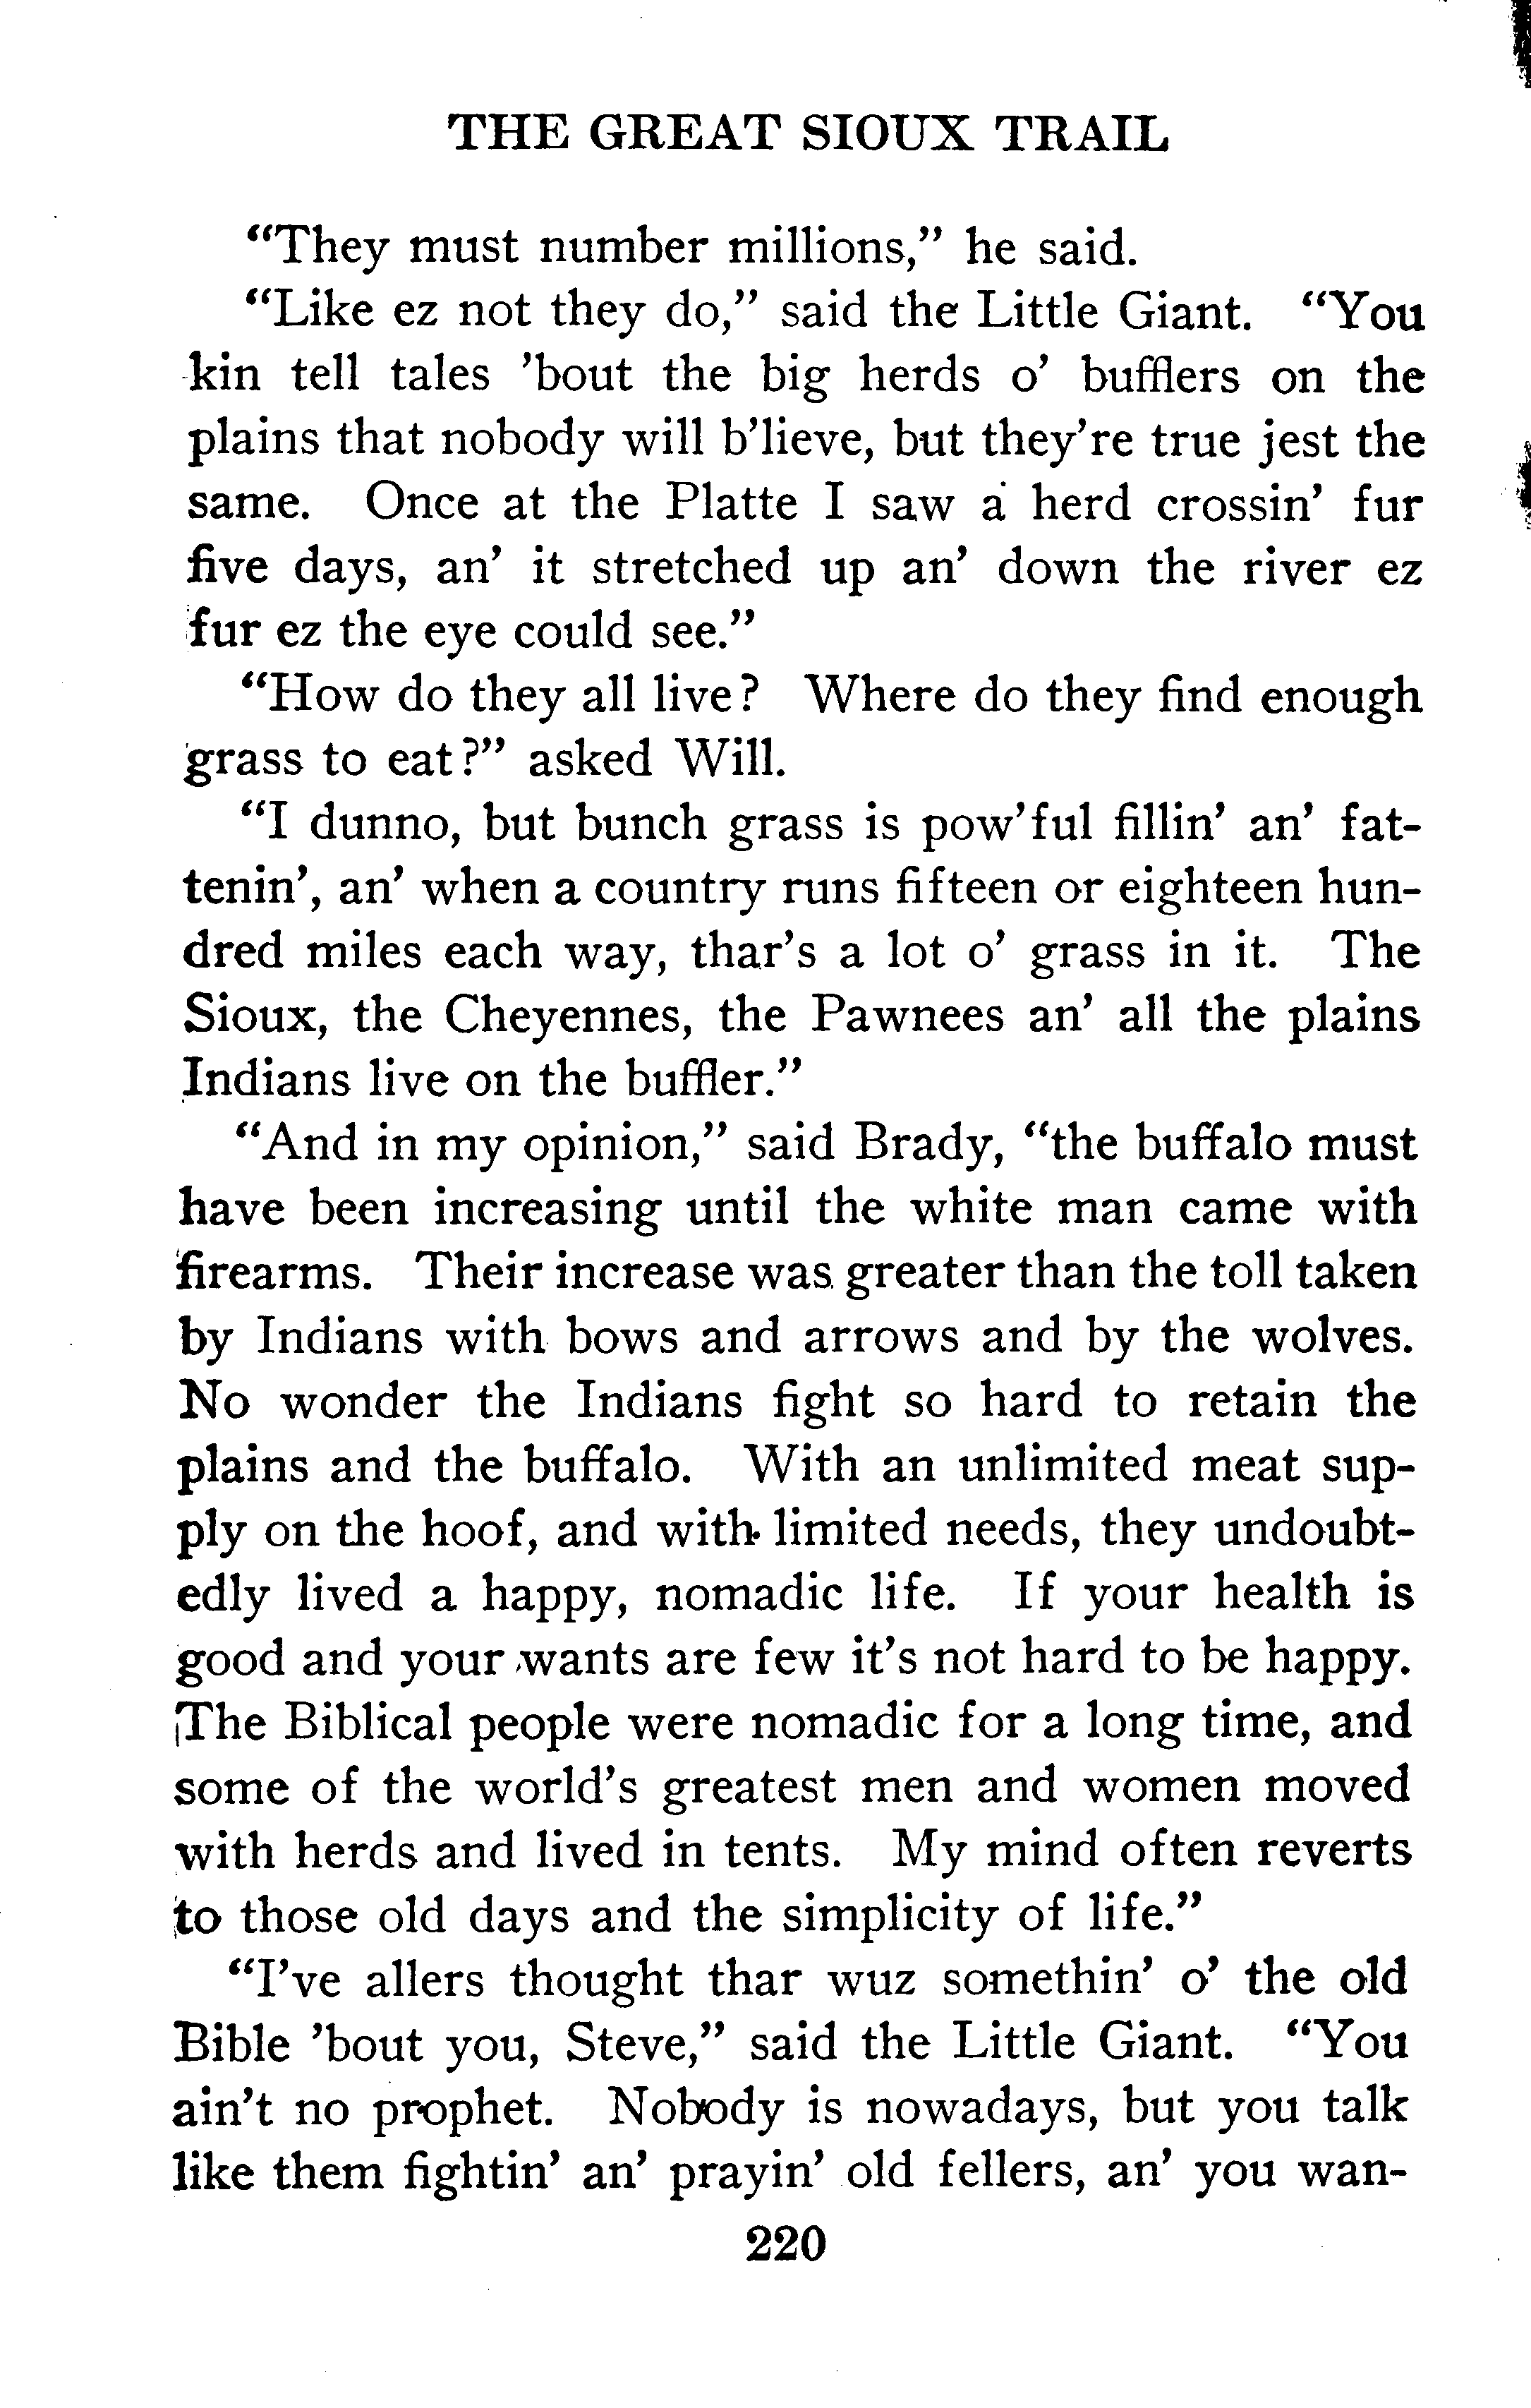 THE GREAT SIOUX TRAIL
“They must number millions,” he said.
“Like ez not they do,” said the Little Giant. “You
kin tell tales ’bout the big herds o’ bufflers on the
plains that nobody will b’lieve, but they’re true jest the
same. Once at the Platte I saw a herd crossin’ fur
five days, an’ it stretched up an’ down the river ez
fur ez the eye could see.”
“How do they all live? Where do they find enough
grass to eat?” asked Will.
“I dunno, but bunch grass is pow’ful fillin’ an’ fat-
tenin’, an’ when a country runs fifteen or eighteen hun-
dred miles each way, thar’s a lot o’ grass in it. The
Sioux, the Cheyennes, the Pawnees an’ all the plains
Indians live on the buffler.”
“And in my opinion,” said Brady, “the buffalo must
have been increasing until the white man came with
firearms. Their increase was greater than the toll taken
by Indians with bows and arrows and by the wolves.
No wonder the Indians fight so hard to retain the
plains and the buffalo. With an unlimited meat sup-
ply on the hoof, and with limited needs, they undoubt-
edly lived a happy, nomadic life. If your health is
good and your wants are few it’s not hard to be happy.
The Biblical people were nomadic for a long time, and
some of the world’s greatest men and women moved
with herds and lived in tents. My mind often reverts
to those old days and the simplicity of life.”
“I’ve allers thought thar wuz somethin’ o’ the old
Bible ’bout you, Steve,” said the Little Giant. “You
ain’t no prophet. Nobody is nowadays, but you talk
like them fightin’ an’ prayin’ old fellers, an’ you wan-
220